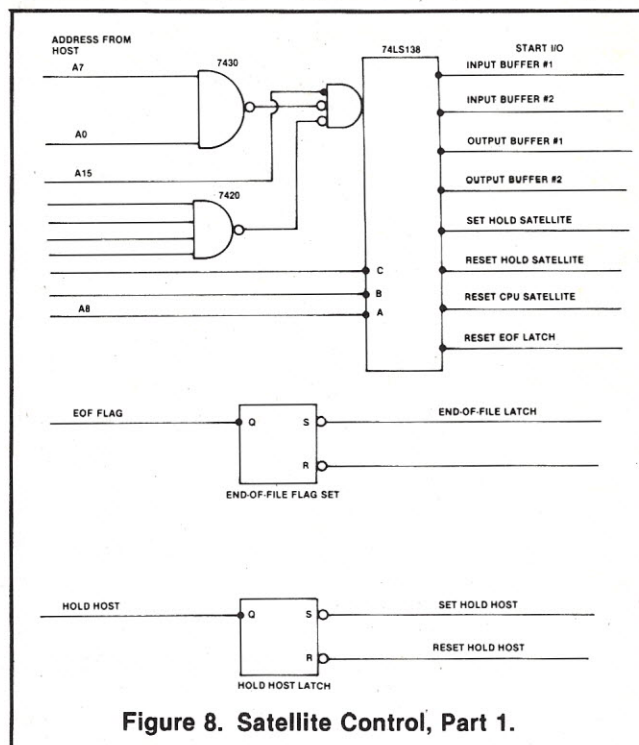 ADDRESS FROM
HOST
74LS138
START I/O
A7
7430
INPUT BUFFER #1
INPUT BUFFER #2
A0
OUTPUT BUFFER #1
A15
OUTPUT BUFFER #2
7420
SET HOLD SATELLITE
C
RESET HOLD SATELLITE
B
RESET CPU SATELLITE
A8
A
RESET EOF LATCH
EOF FLAG
Q
S
END-OF-FILE LATCH
R
END-OF-FILE FLAG SET
HOLD HOST
Q
S
SET HOLD HOST
R
RESET HOLD HOST
HOLD HOST LATCH
Figure 8. Satellite Control, Part 1.